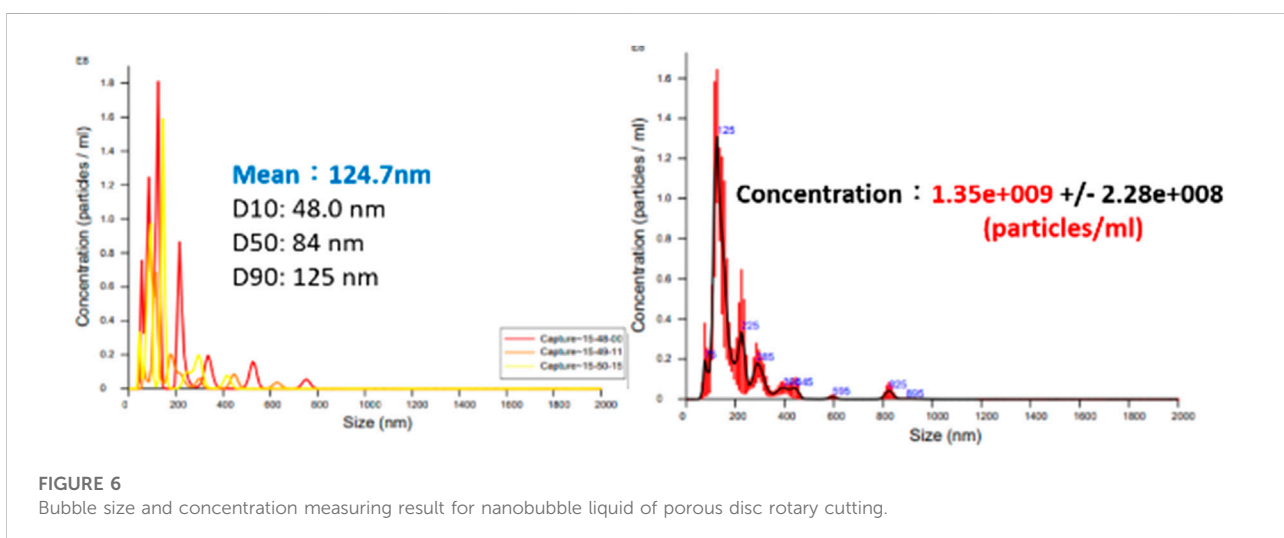 E8
Concentration (particles / ml)
1.8
1.6
1.4
1.2
1.0
0.8
0.6
0.4
0.2
0
Mean：124.7nm
D10: 48.0 nm
D50: 84 nm
D90: 125 nm
Capture~15-48-00
Capture~15-49-11
Capture~15-50-15
0 200 400 600 800 1000 1200 1400 1600 1800 2000
Size (nm)
E8
Concentration (particles / ml)
1.6
1.4
1.2
1.0
0.8
0.6
0.4
0.2
0
125
225
285
595
825
895
Concentration：1.35e+009 +/- 2.28e+008
(particles/ml)
0 200 400 600 800 1000 1200 1400 1600 1800 2000
Size (nm)
FIGURE 6
Bubble size and concentration measuring result for nanobubble liquid of porous disc rotary cutting.